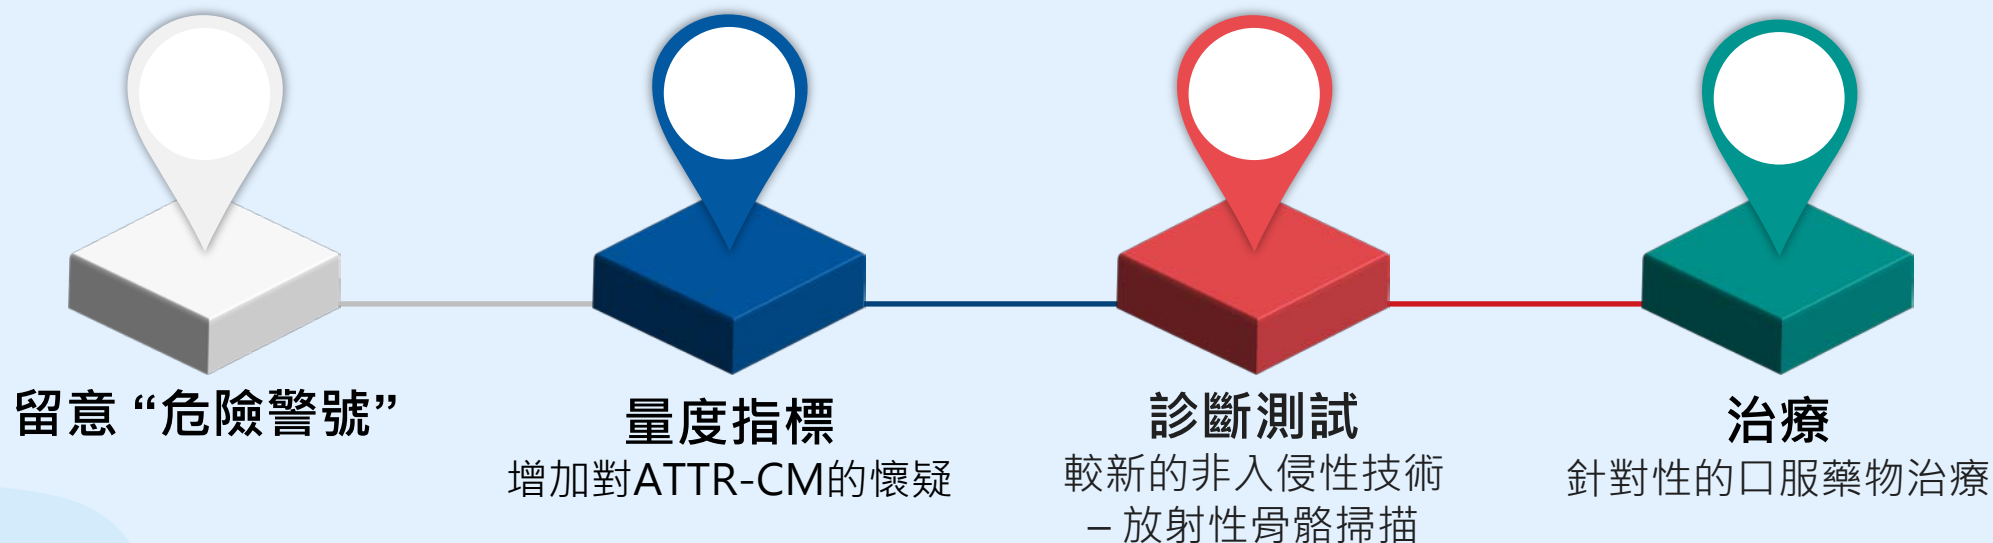 留意 “危險警號”
量度指標
增加對ATTR-CM的懷疑
診斷測試
較新的非入侵性技術
– 放射性骨骼掃描
治療
針對性的口服藥物治療